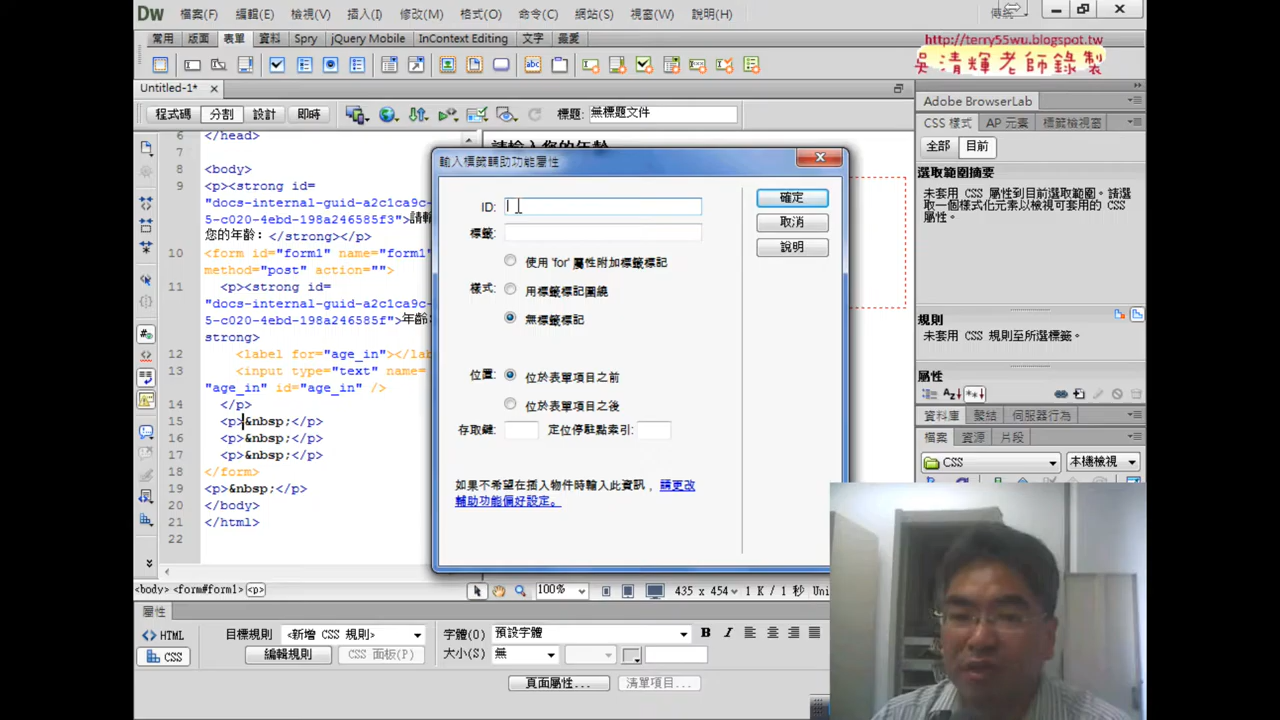 Dw 檔案(F) 編輯(E) 檢視(V) 插入(I) 修改(M) 格式(O) 命令(C) 網站(S) 視窗(W) 說明(H)
http://terry55wu.blogspot.tw
吳清輝老師錄製
常用 版面 表單 資料 Spry jQuery Mobile InContext Editing 文字 最愛
Untitled-1* ×
程式碼 分割 設計 即時 標題: 無標題文件
Adobe BrowserLab
CSS 樣式 AP 元素 標籤檢視窗
全部 目前
選取範圍摘要
未套用 CSS 屬性到目前選取範圍。請選
取一個樣式化元素以檢視可套用的 CSS
屬性。
規則
未套用 CSS 規則至所選標籤。
屬性
資料庫 繫結 伺服器行為
檔案 資源 片段
CSS 本機檢視
6 </head>
7
8 <body>
9 <p><strong id=
"docs-internal-guid-a2c1ca9c-
5-c020-4ebd-198a246585f3">請輸
您的年齡: </strong></p>
10 <form id="form1" name="form1"
method="post" action="">
11 <p><strong id=
"docs-internal-guid-a2c1ca9c-
5-c020-4ebd-198a246585f">年齡
strong>
12 <label for="age_in"></la
13 <input type="text" name=
"age_in" id="age_in" />
14 </p>
15 <p>&nbsp;</p>
16 <p>&nbsp;</p>
17 <p>&nbsp;</p>
18 </form>
19 <p>&nbsp;</p>
20 </body>
21 </html>
22
請輸入您的年齡
輸入標籤輔助功能屬性
ID:
標籤:
使用 'for' 屬性附加標籤標記
樣式: 用標籤標記圍繞
無標籤標記
位置: 位於表單項目之前
位於表單項目之後
存取鍵: 定位停駐點索引:
如果不希望在插入物件時輸入此資訊，請更改
輔助功能偏好設定。
確定
取消
說明
<body> <form#form1> <p> 100% 435 x 454 1 K / 1 秒 Uni
屬性
<> HTML 目標規則 <新增 CSS 規則> 字體(O) 預設字體 B I
CSS 編輯規則 CSS 面板(P) 大小(S) 無
頁面屬性... 清單項目...